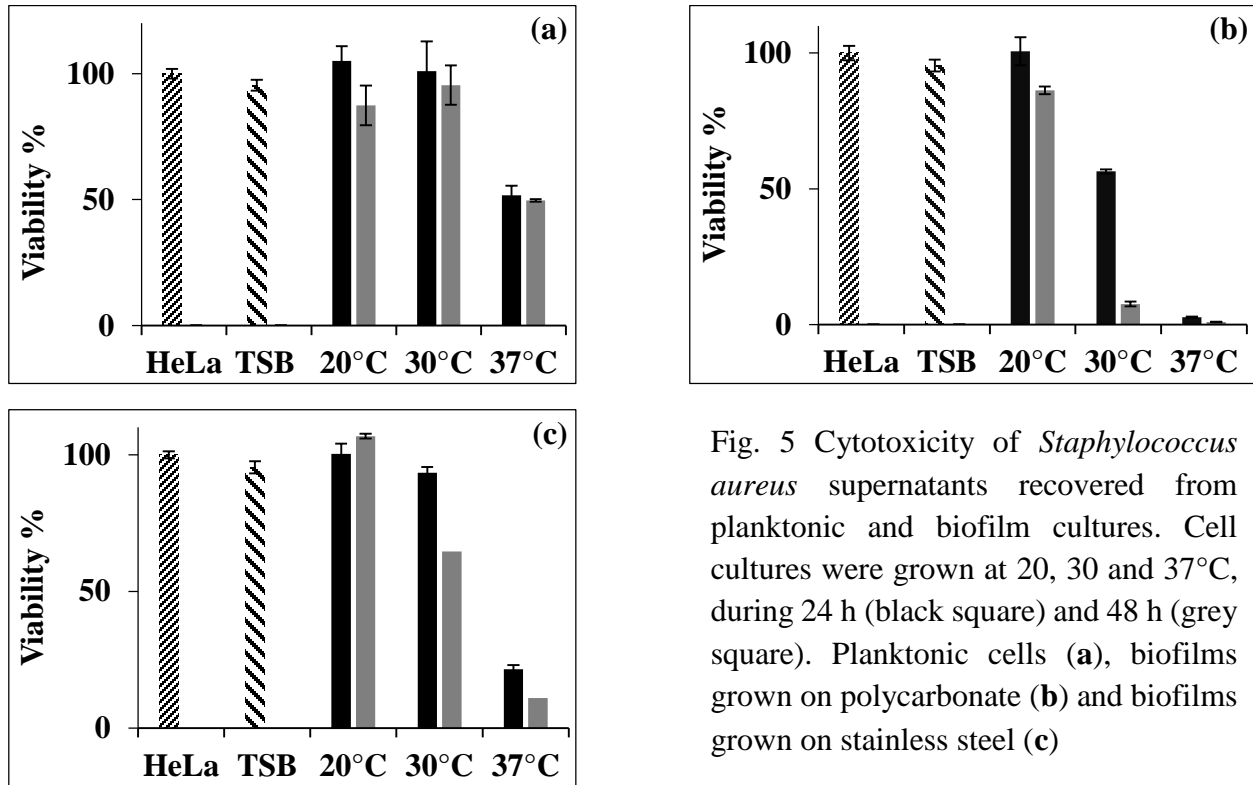 (a)
Viability %
100
50
0
HeLa TSB 20°C 30°C 37°C
(b)
Viability %
100
50
0
HeLa TSB 20°C 30°C 37°C
(c)
Viability %
100
50
0
HeLa TSB 20°C 30°C 37°C
Fig. 5 Cytotoxicity of Staphylococcus
aureus supernatants recovered from
planktonic and biofilm cultures. Cell
cultures were grown at 20, 30 and 37°C,
during 24 h (black square) and 48 h (grey
square). Planktonic cells (a), biofilms
grown on polycarbonate (b) and biofilms
grown on stainless steel (c)